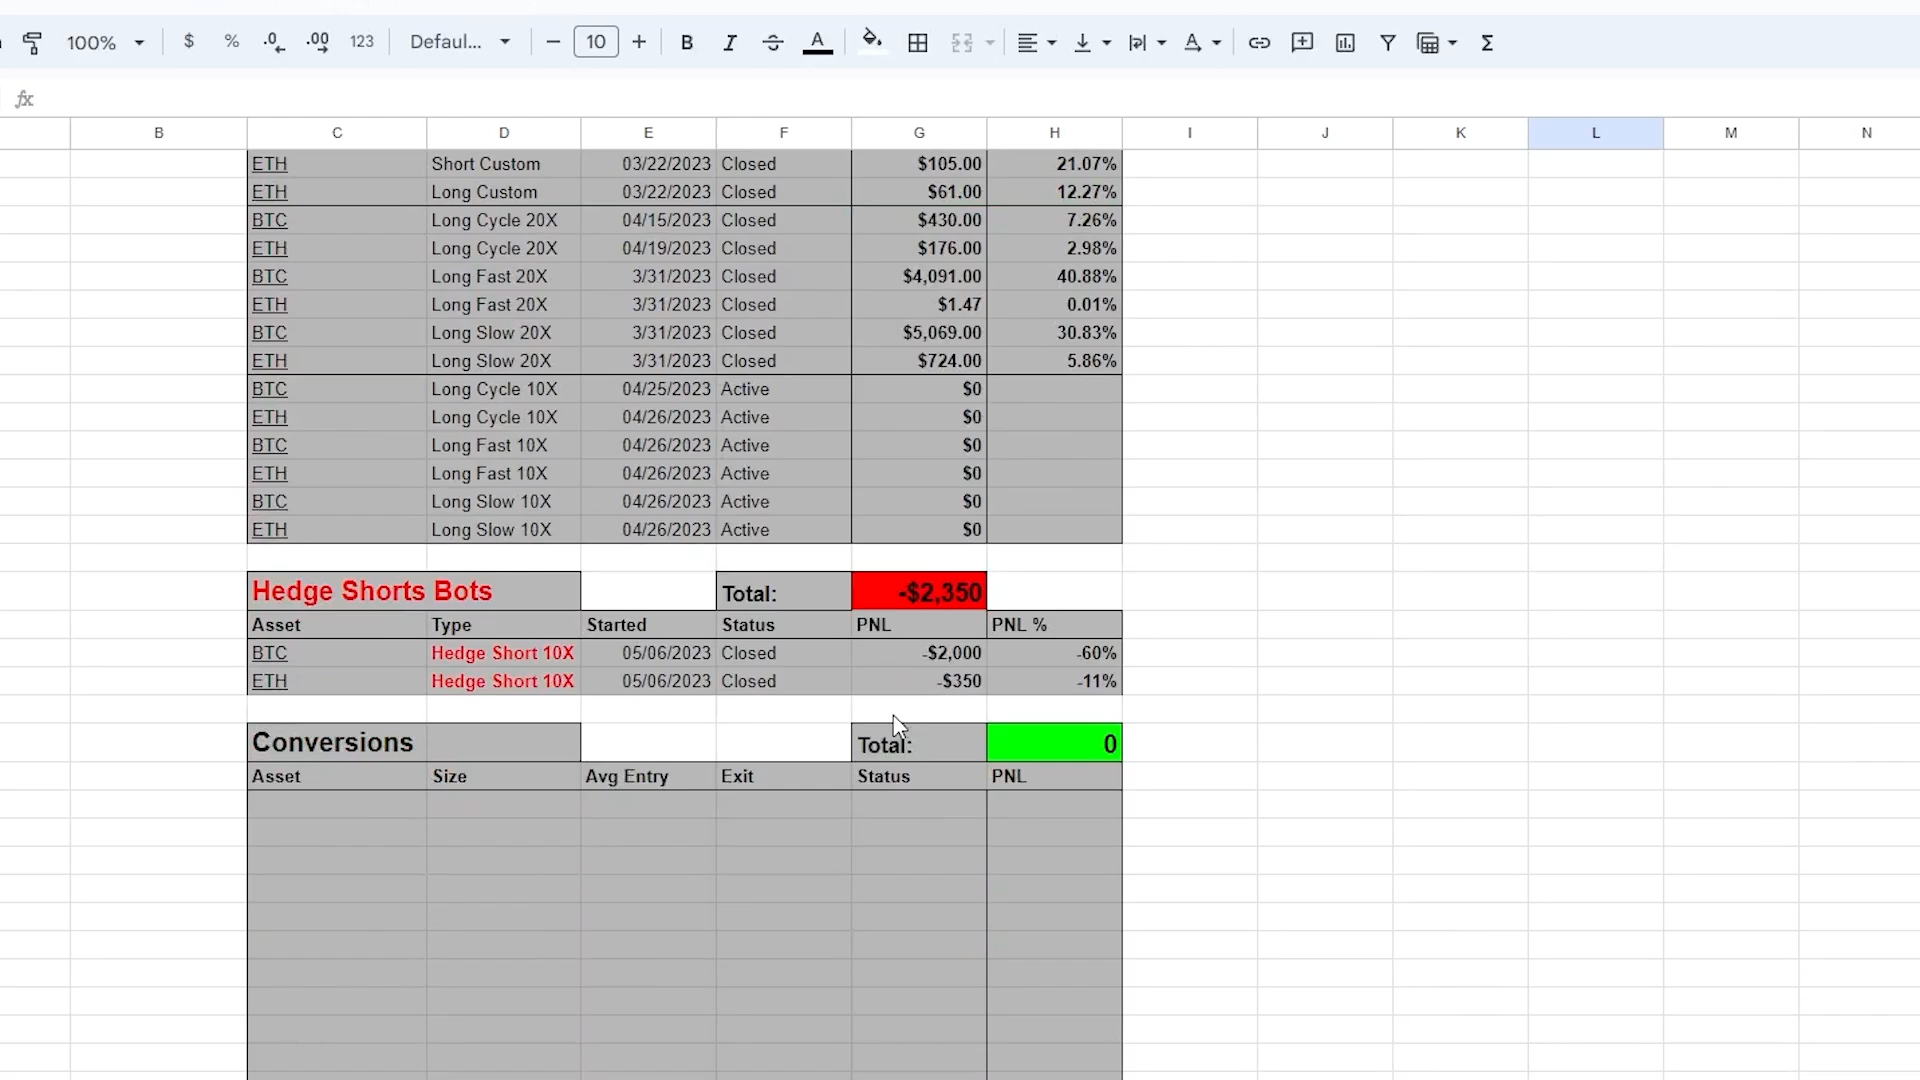 100% $ % .0 .00 123 Defaul... 10 B I A A Σ
fx
B C D E F G H I J K L M N
ETH Short Custom 03/22/2023 Closed $105.00 21.07%
ETH Long Custom 03/22/2023 Closed $61.00 12.27%
BTC Long Cycle 20X 04/15/2023 Closed $430.00 7.26%
ETH Long Cycle 20X 04/19/2023 Closed $176.00 2.98%
BTC Long Fast 20X 3/31/2023 Closed $4,091.00 40.88%
ETH Long Fast 20X 3/31/2023 Closed $1.47 0.01%
BTC Long Slow 20X 3/31/2023 Closed $5,069.00 30.83%
ETH Long Slow 20X 3/31/2023 Closed $724.00 5.86%
BTC Long Cycle 10X 04/25/2023 Active $0
ETH Long Cycle 10X 04/26/2023 Active $0
BTC Long Fast 10X 04/26/2023 Active $0
ETH Long Fast 10X 04/26/2023 Active $0
BTC Long Slow 10X 04/26/2023 Active $0
ETH Long Slow 10X 04/26/2023 Active $0
Hedge Shorts Bots Total: -$2,350
Asset Type Started Status PNL PNL %
BTC Hedge Short 10X 05/06/2023 Closed -$2,000 -60%
ETH Hedge Short 10X 05/06/2023 Closed -$350 -11%
Conversions Total: 0
Asset Size Avg Entry Exit Status PNL